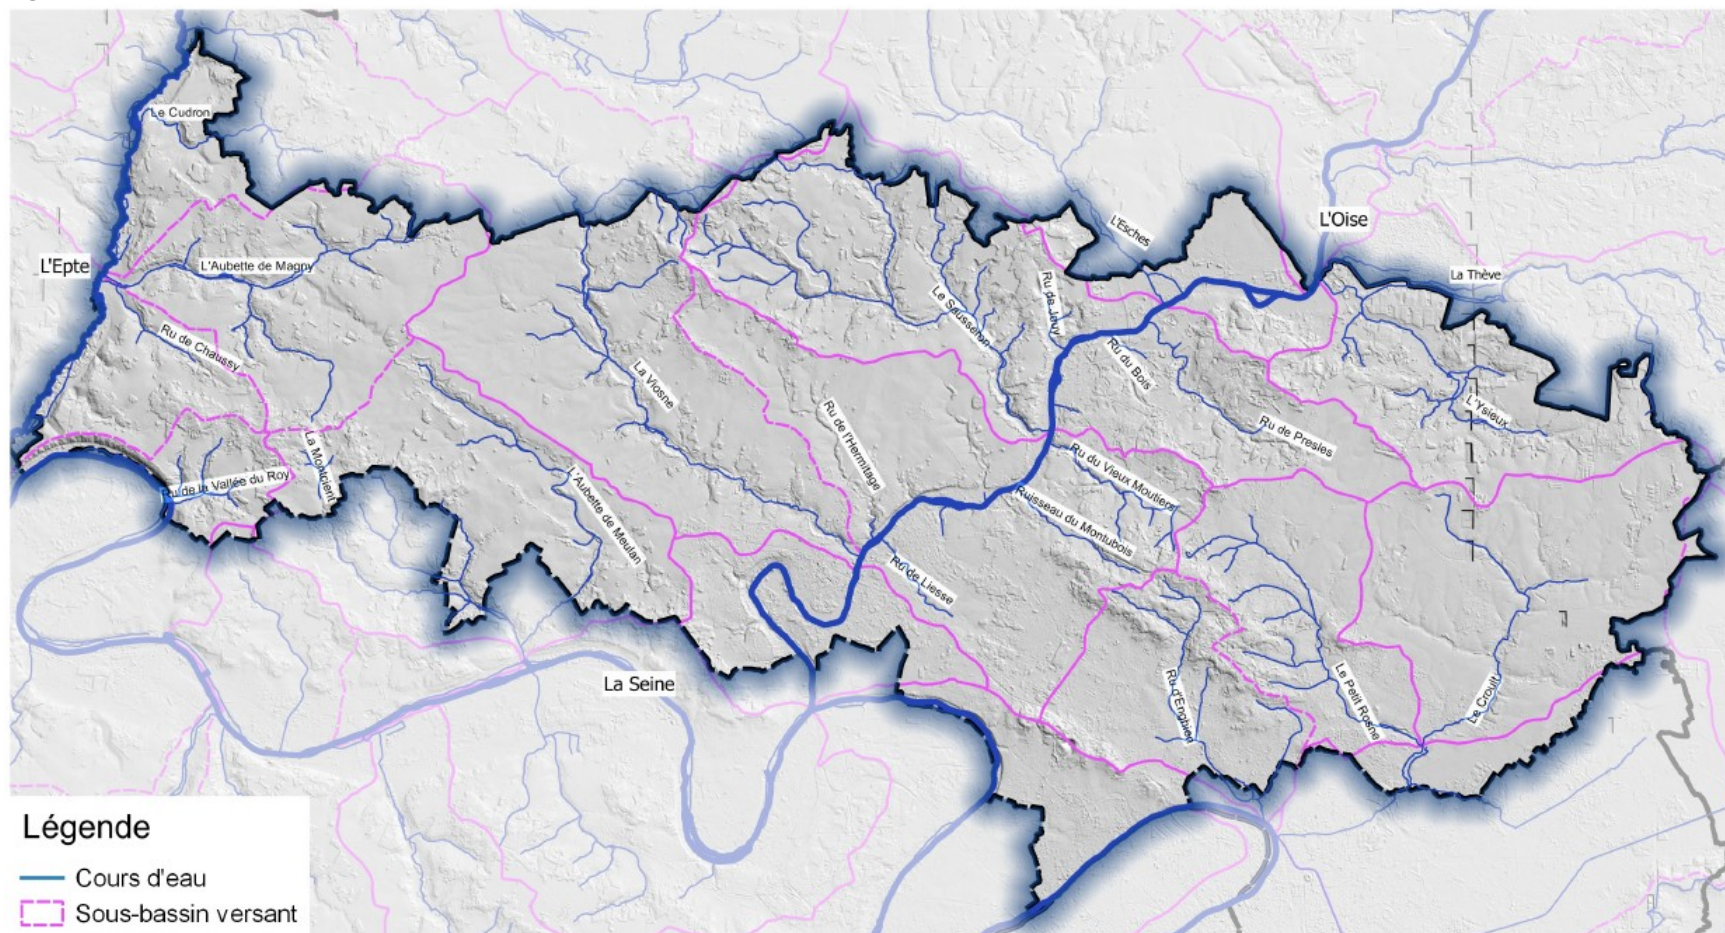 Le Cudron
L'Oise
L'Esches
L'Epte
L'Aubette de Magny
La Thève
Ru de Jouy
Le Sausseron
Ru de Chaussy
Ru du Bois
La Viosne
L'Ysieux
Ru de l'Hermitage
Ru de Presles
La Montcient
Ru de la Vallée du Roy
Ru du Vieux Moutiers
L'Aubette de Meulan
Ruisseau du Montubois
Ru de Liesse
La Seine
Ru d'Enghien
Le Petit Rosne
Le Croult
Légende
Cours d'eau
Sous-bassin versant